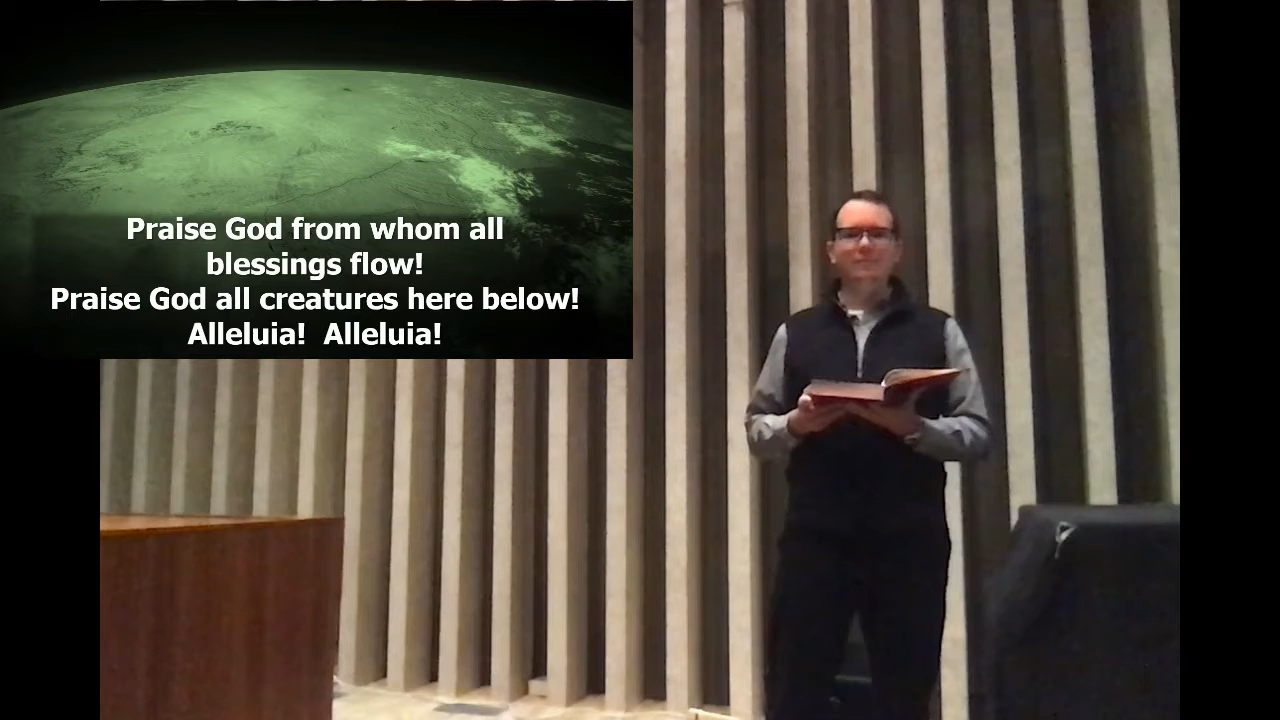 Praise God from whom all
blessings flow!
Praise God all creatures here below!
Alleluia!  Alleluia!